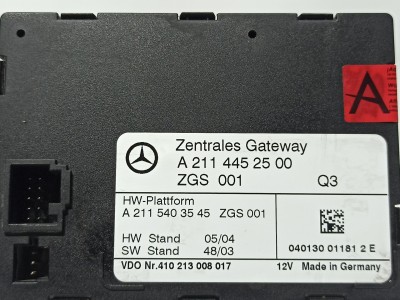 A
Zentrales Gateway
A 211 445 25 00
ZGS 001 Q3
HW-Plattform
A 211 540 35 45 ZGS 001
HW Stand 05/04
SW Stand 48/03
040130 01181 2 E
VDO Nr.410 213 008 017 12V Made in Germany